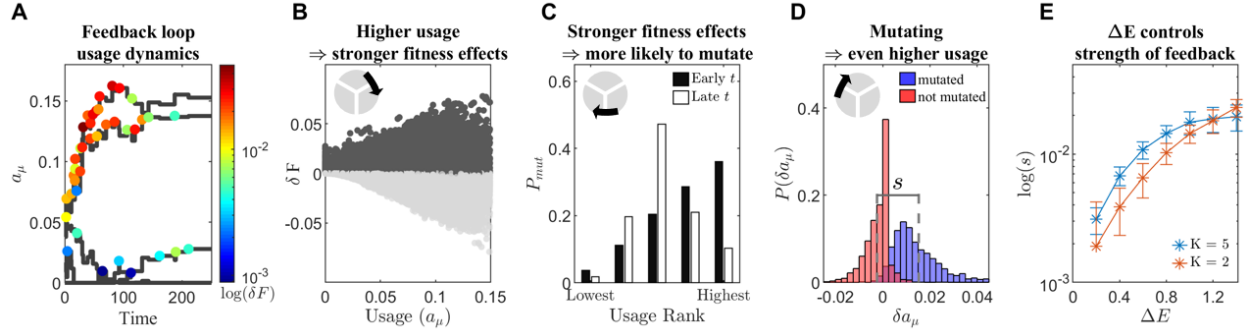 A
Feedback loop
usage dynamics
0.15
0.1
0.05
0
0
100
200
a_μ
Time
10^-2
10^-3
log(δF)
B
Higher usage
⇒ stronger fitness effects
0.05
0
-0.05
0
0.05
0.1
0.15
δ F
Usage (a_μ)
C
Stronger fitness effects
⇒ more likely to mutate
Early t
Late t
0.6
0.4
0.2
0.0
P_mut
Lowest
Highest
Usage Rank
D
Mutating
⇒ even higher usage
mutated
not mutated
s
0.4
0.2
0
-0.02
0
0.02
0.04
P(δa_μ)
δa_μ
E
ΔE controls
strength of feedback
10^-2
10^-3
log(s)
K = 5
K = 2
0
0.4
0.8
1.2
ΔE